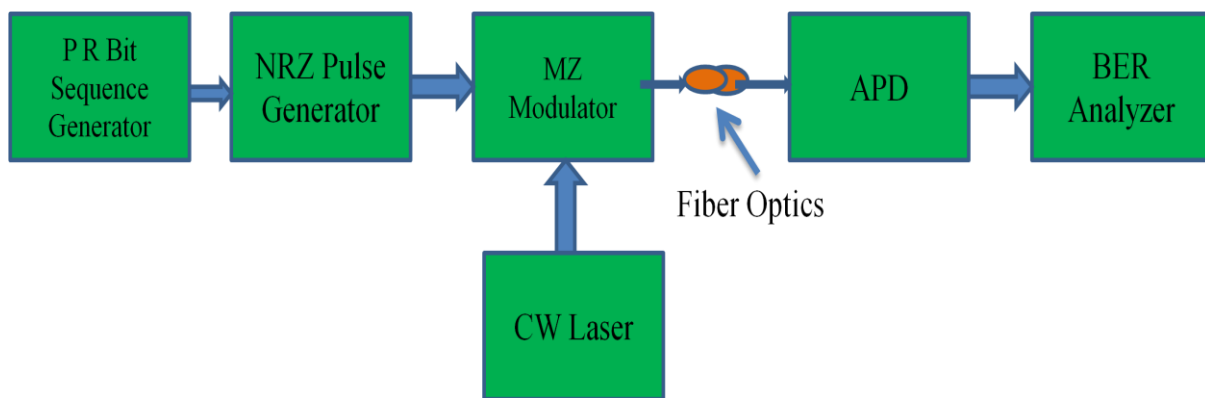 P R Bit
Sequence
Generator
NRZ Pulse
Generator
MZ
Modulator
APD
BER
Analyzer
Fiber Optics
CW Laser